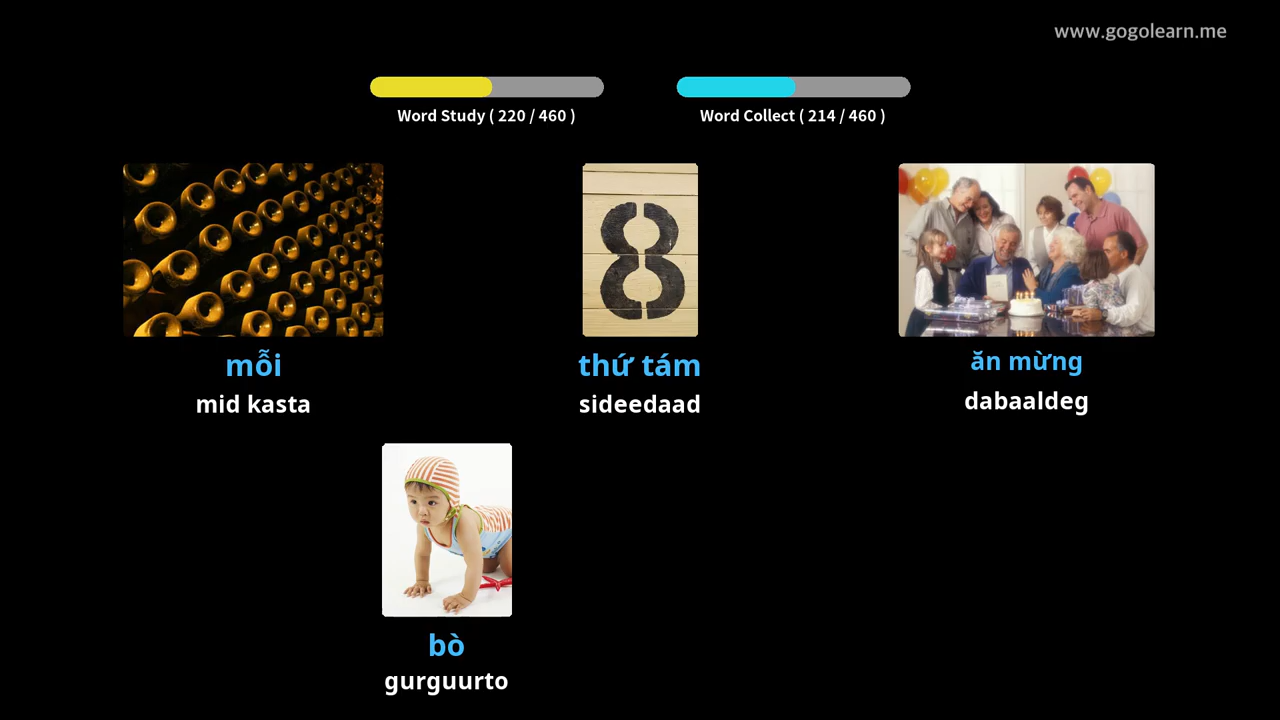 www.gogolearn.me
Word Study ( 220 / 460 )
Word Collect ( 214 / 460 )
8
mỗi
mid kasta
thứ tám
sideedaad
ăn mừng
dabaaldeg
bò
gurguurto